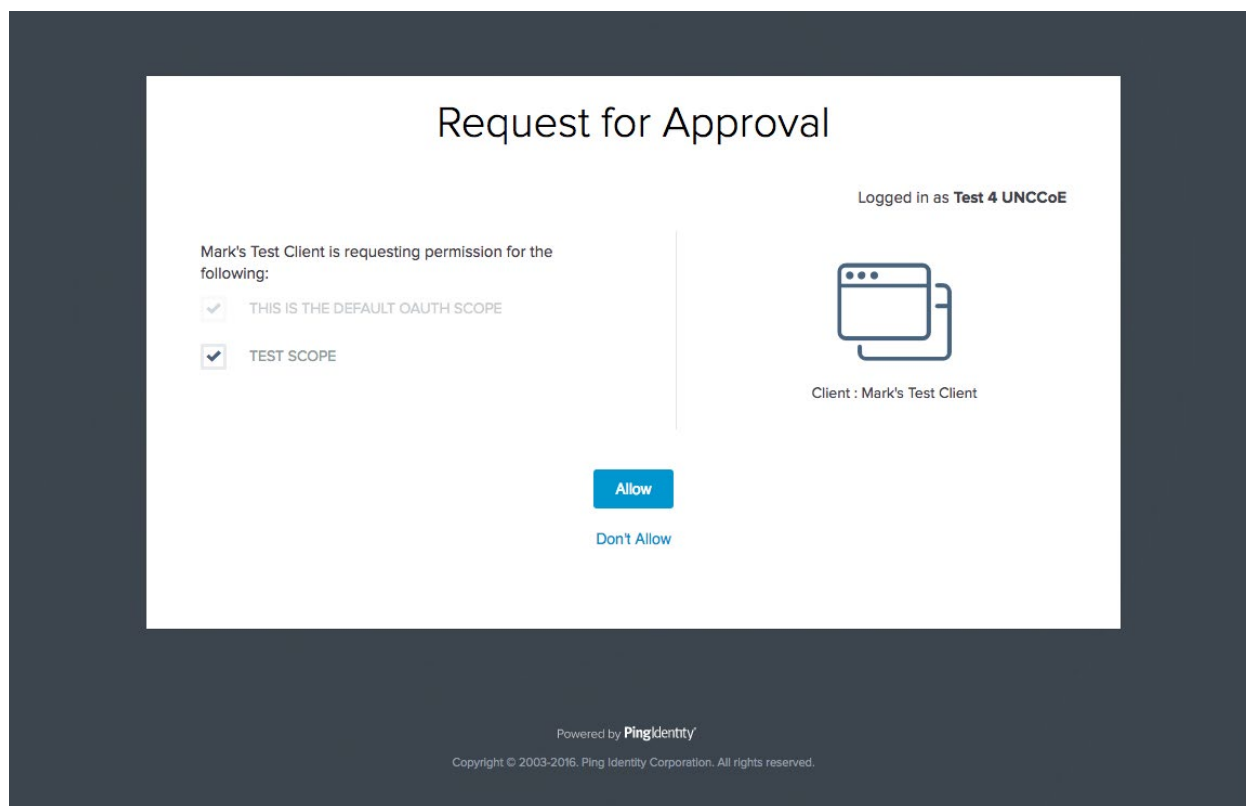 Request for Approval
Logged in as Test 4 UNCCoE
Mark's Test Client is requesting permission for the
following:
THIS IS THE DEFAULT OAUTH SCOPE
TEST SCOPE
Client : Mark's Test Client
Allow
Don't Allow
Powered by PingIdentity®
Copyright © 2003-2016. Ping Identity Corporation. All rights reserved.